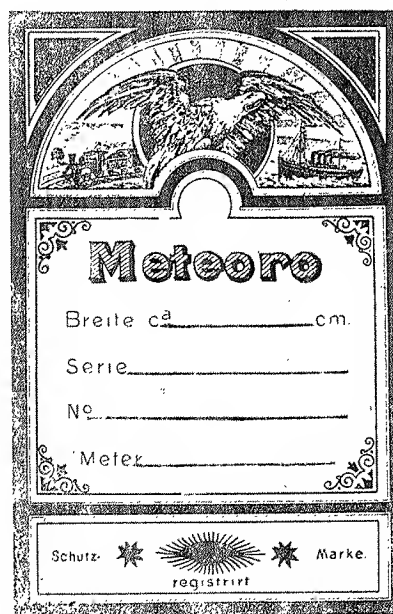 Meteoro
Breite ca cm.
Serie
No
Meter
Schutz- Marke.
registrirt